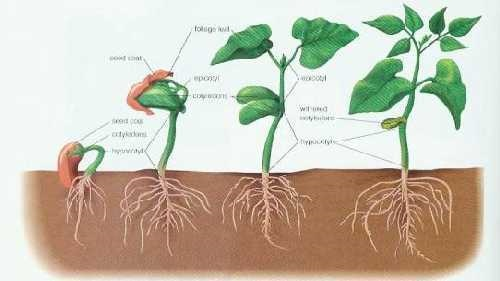 foliage leaf
seed coat
epicotyl
cotyledons
epicotyl
seed coat
cotyledons
hypocotyl
withered
cotyledons
hypocotyls